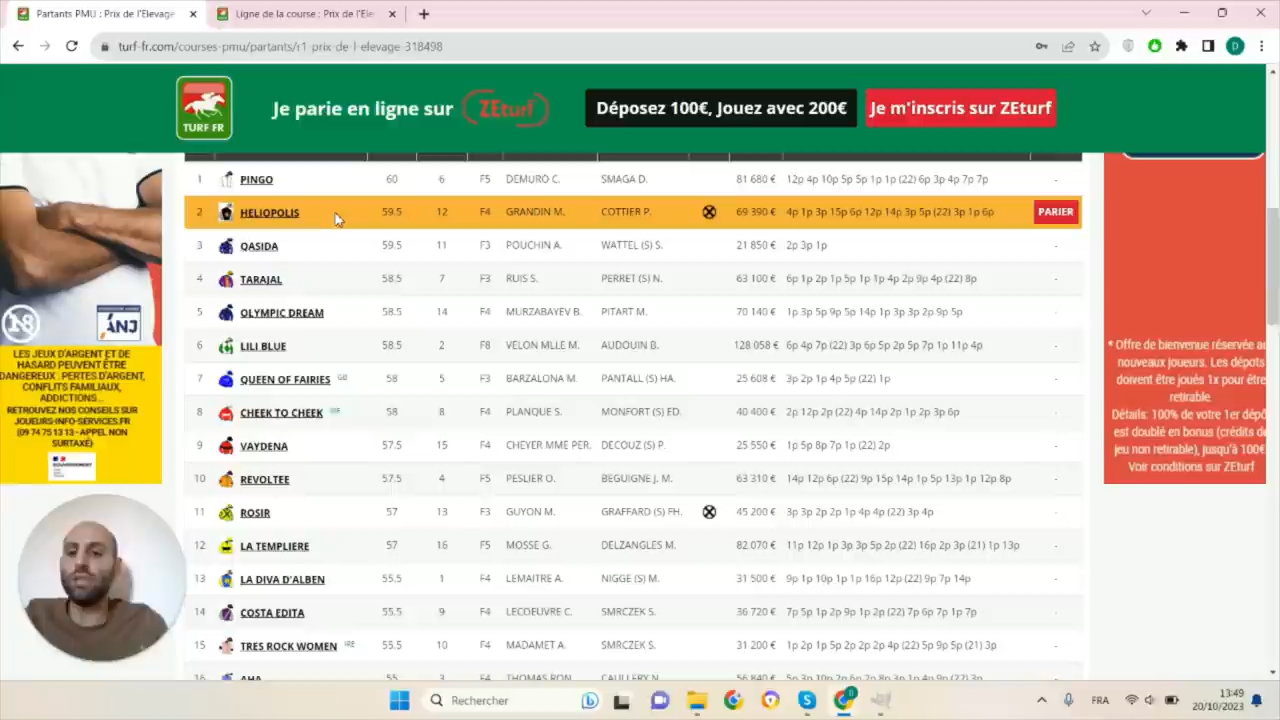 Partants PMU : Prix de l'Elevage
Ligne de la course : Prix de l'Ele
turf-fr.com/courses-pmu/partants/r1-prix-de-l-elevage-318498
TURF FR
Je parie en ligne sur ZEturf
Déposez 100€, Jouez avec 200€
Je m'inscris sur ZEturf
1 PINGO 60 6 F5 DEMURO C. SMAGA D. 81 680 € 12p 4p 10p 5p 5p 1p 1p (22) 6p 3p 4p 7p 7p -
2 HELIOPOLIS 59.5 12 F4 GRANDIN M. COTTIER P. 69 390 € 4p 1p 3p 15p 6p 12p 14p 3p 5p (22) 3p 1p 6p PARIER
3 QASIDA 59.5 11 F3 POUCHIN A. WATTEL (S) S. 21 850 € 2p 3p 1p -
4 TARAJAL 58.5 7 F3 RUIS S. PERRET (S) N. 63 100 € 6p 1p 2p 1p 5p 1p 1p 4p 2p 9p 4p (22) 8p -
5 OLYMPIC DREAM 58.5 14 F4 MURZABAYEV B. PITART M. 70 140 € 1p 3p 5p 9p 5p 14p 1p 3p 3p 2p 9p 5p -
6 LILI BLUE 58.5 2 F8 VELON MLLE M. AUDOUIN B. 128 058 € 6p 4p 7p (22) 3p 6p 5p 2p 5p 7p 1p 11p 4p -
7 QUEEN OF FAIRIES GB 58 5 F3 BARZALONA M. PANTALL (S) HA. 25 608 € 3p 2p 1p 4p 5p (22) 1p -
8 CHEEK TO CHEEK 58 8 F4 PLANQUE S. MONFORT (S) ED. 40 400 € 2p 12p 2p (22) 4p 14p 2p 1p 2p 3p 6p -
9 VAYDENA 57.5 15 F4 CHEYER MME PER. DECOUZ (S) P. 25 550 € 1p 5p 8p 7p 1p (22) 2p -
10 REVOLTEE 57.5 4 F5 PESLIER O. BEGUIGNE J. M. 63 310 € 14p 12p 6p (22) 9p 15p 14p 1p 5p 13p 1p 12p 8p -
11 ROSIR 57 13 F3 GUYON M. GRAFFARD (S) FH. 45 200 € 3p 3p 2p 2p 1p 4p 4p (22) 3p 4p -
12 LA TEMPLIERE 57 16 F5 MOSSE G. DELZANGLES M. 82 070 € 11p 12p 1p 3p 3p 5p 2p (22) 16p 2p 3p (21) 1p 13p -
13 LA DIVA D'ALBEN 55.5 1 F4 LEMAITRE A. NIGGE (S) M. 31 500 € 9p 1p 10p 1p 1p 16p 12p (22) 9p 7p 14p -
14 COSTA EDITA 55.5 9 F4 LECOEUVRE C. SMRCZEK S. 36 720 € 7p 5p 1p 2p 9p 1p 2p (22) 7p 6p 7p 1p 7p -
15 TRES ROCK WOMEN IRE 55.5 10 F4 MADAMET A. SMRCZEK S. 31 200 € 1p 2p 1p 5p 2p 2p 2p 4p (22) 5p 9p 5p (21) 3p -
16 AHA 55 3 F4 THOMAS RON. CAULLERY N. 56 840 €
18
ANJ
LES JEUX D'ARGENT ET DE
HASARD PEUVENT ÊTRE
DANGEREUX : PERTES D'ARGENT,
CONFLITS FAMILIAUX,
ADDICTIONS...
RETROUVEZ NOS CONSEILS SUR
JOUEURS-INFO-SERVICES.FR
(09 74 75 13 13 - APPEL NON
SURTAXÉ)
* Offre de bienvenue réservée au
nouveaux joueurs. Les dépôts
doivent être joués 1x pour être
retirable.
Détails: 100% de votre 1er dépô
est doublé en bonus (crédits de
jeu non retirable), jusqu'à 100€
Voir conditions sur ZEturf
Rechercher
FRA
13:49
20/10/2023